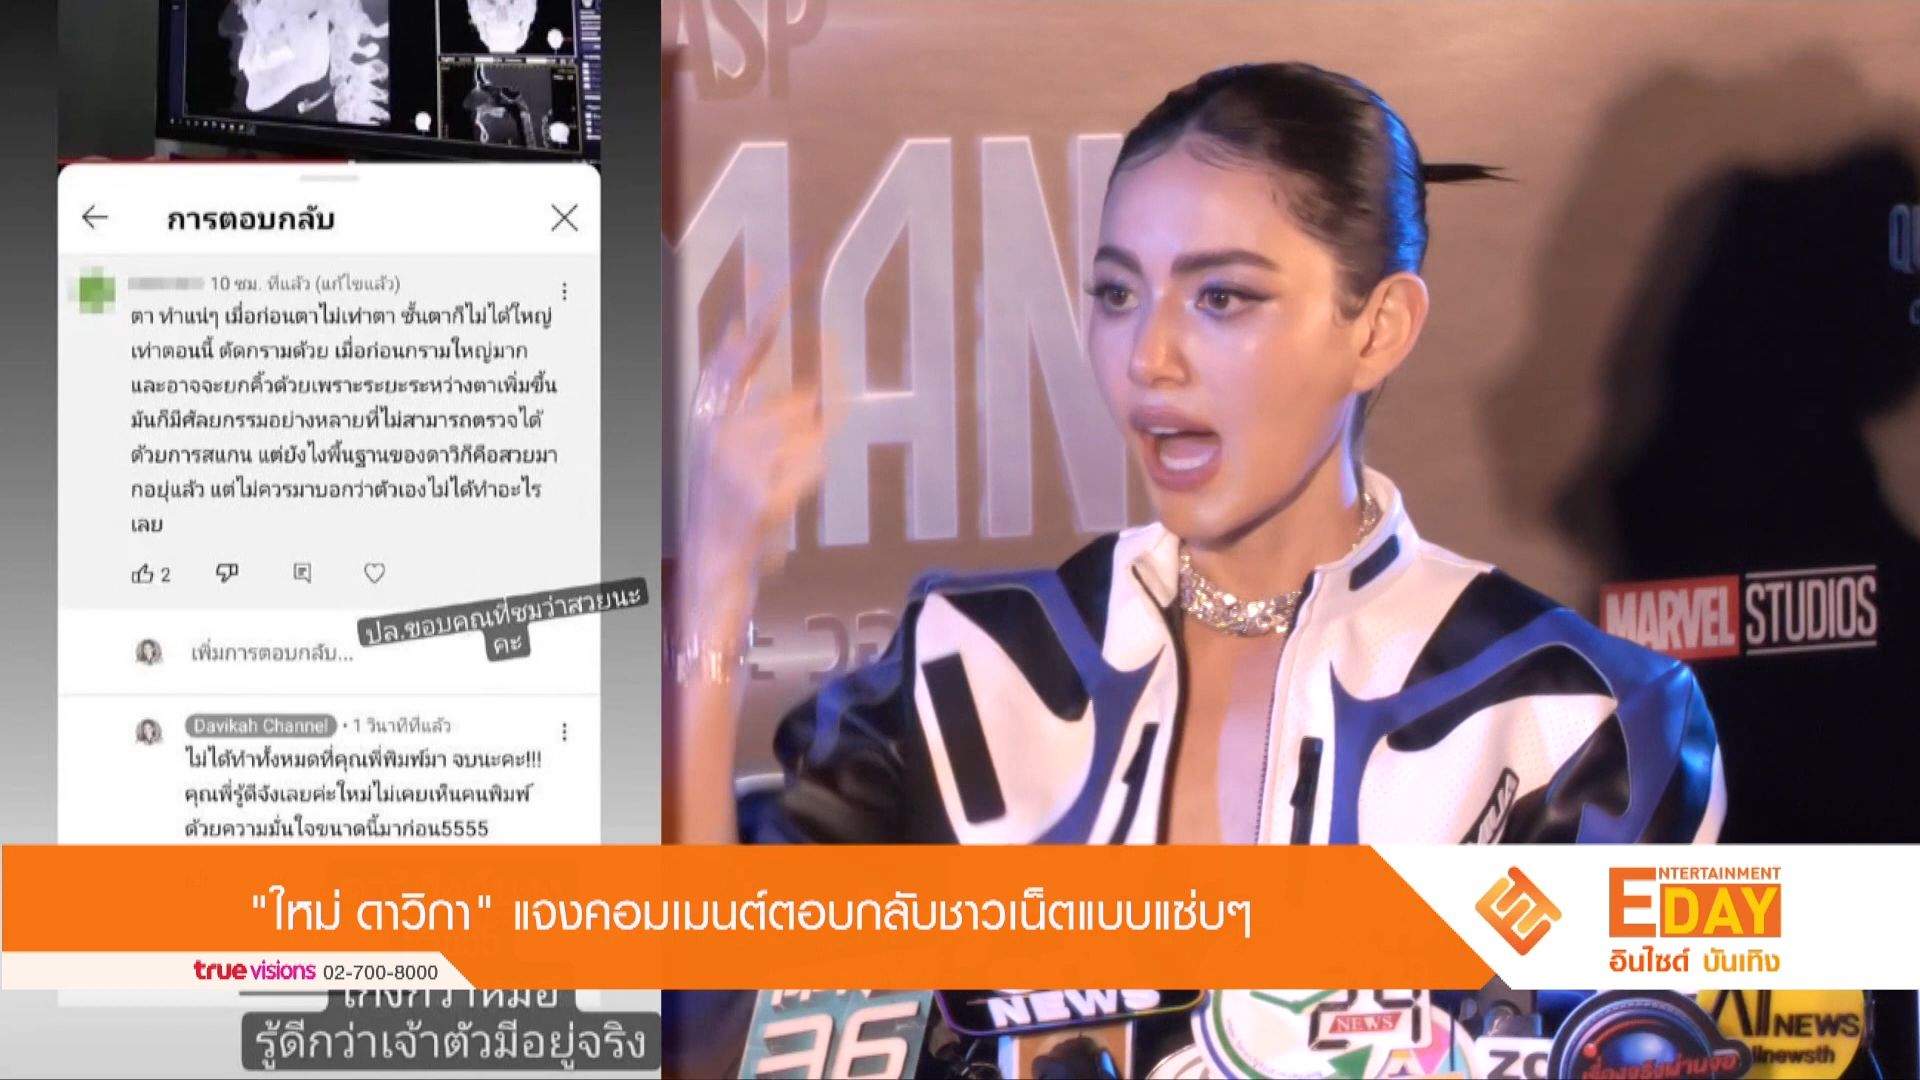 การตอบกลับ
10 ชม. ที่แล้ว (แก้ไขแล้ว)
ตา ทำแน่ๆ เมื่อก่อนตาไม่เท่าตา ชั้นตาก็ไม่ได้ใหญ่
เท่าตอนนี้ ตัดกรามด้วย เมื่อก่อนกรามใหญ่มาก
และอาจจะยกคิ้วด้วยเพราะระยะระหว่างตาเพิ่มขึ้น
มันก็มีศัลยกรรมอย่างหลายที่ไม่สามารถตรวจได้
ด้วยการสแกน แต่ยังไงพื้นฐานของดาวิก็คือสวยมา
กอยุ่แล้ว แต่ไม่ควรมาบอกว่าตัวเองไม่ได้ทำอะไร
เลย
2
ปล.ขอบคุณที่ชมว่าสวยนะ
คะ
เพิ่มการตอบกลับ...
Davikah Channel • 1 วินาทีที่แล้ว
ไม่ได้ทำทั้งหมดที่คุณพี่พิมพ์มา จบนะคะ!!!
คุณพี่รู้ดีจังเลยค่ะใหม่ไม่เคยเห็นคนพิมพ์
ด้วยความมั่นใจขนาดนี้มาก่อน5555
เก่งกว่าหมอ
รู้ดีกว่าเจ้าตัวมีอยู่จริง
ASP
MAN
MARVEL STUDIOS
"ใหม่ ดาวิกา" แจงคอมเมนต์ตอบกลับชาวเน็ตแบบแซ่บๆ
truevisions 02-700-8000
ENTERTAINMENT
DAY
อินไซด์ บันเทิง
36
NEWS
NEWS
NEWS
linewsth